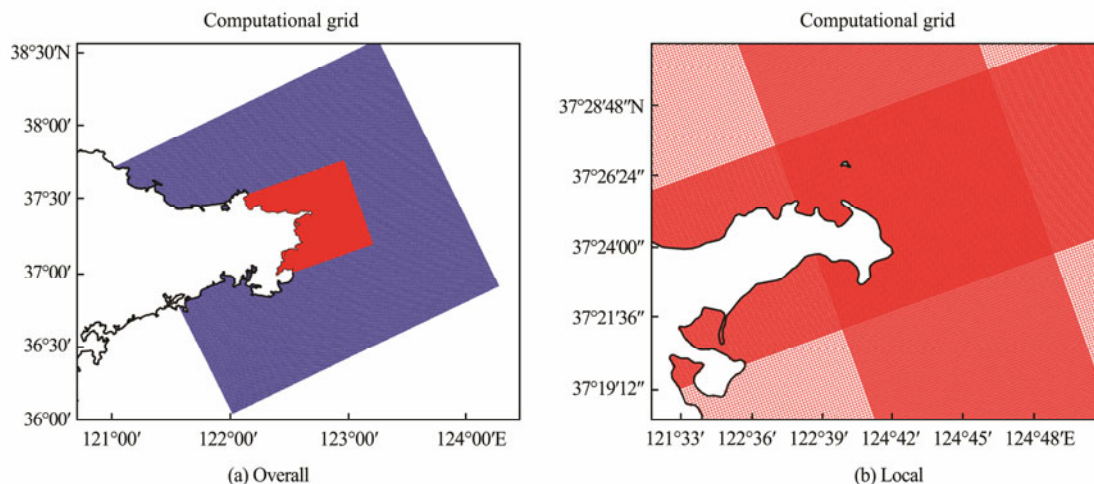 Computational grid
38°30′N
38°00′
37°30′
37°00′
36°30′
36°00′
121°00′ 122°00′ 123°00′ 124°00′E
(a) Overall
Computational grid
37°28′48″N
37°26′24″
37°24′00″
37°21′36″
37°19′12″
121°33′ 122°36′ 122°39′ 124°42′ 124°45′ 124°48′E
(b) Local